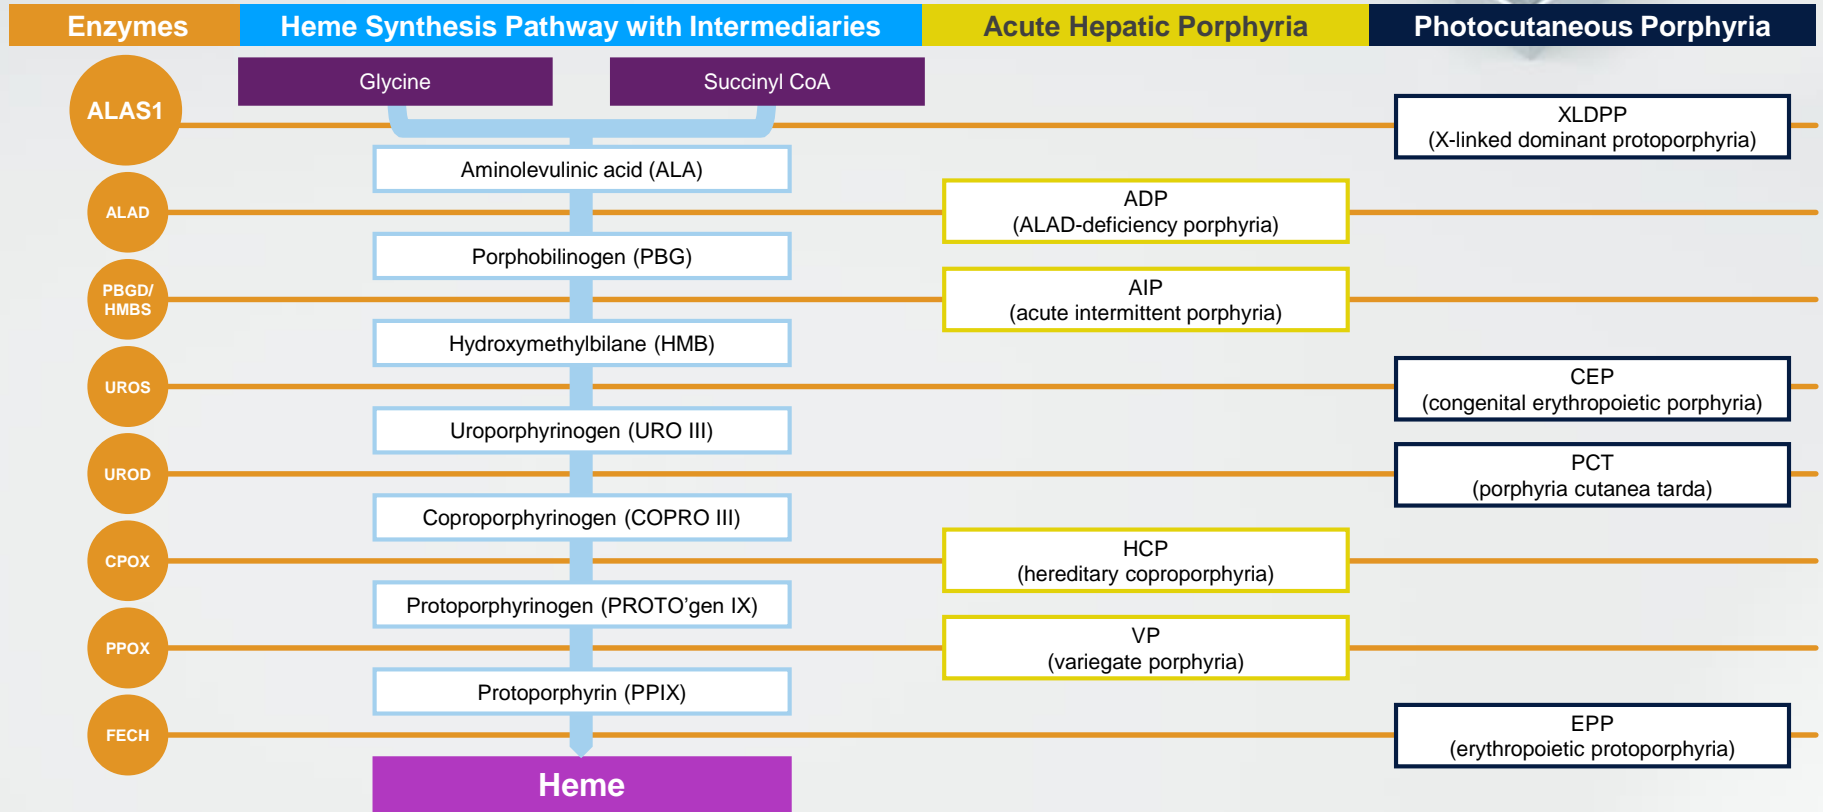 Enzymes
Heme Synthesis Pathway with Intermediaries
Acute Hepatic Porphyria
Photocutaneous Porphyria
Glycine
Succinyl CoA
ALAS1
XLDPP
(X-linked dominant protoporphyria)
Aminolevulinic acid (ALA)
ALAD
ADP
(ALAD-deficiency porphyria)
Porphobilinogen (PBG)
PBGD/
HMBS
AIP
(acute intermittent porphyria)
Hydroxymethylbilane (HMB)
UROS
CEP
(congenital erythropoietic porphyria)
Uroporphyrinogen (URO III)
UROD
PCT
(porphyria cutanea tarda)
Coproporphyrinogen (COPRO III)
CPOX
HCP
(hereditary coproporphyria)
Protoporphyrinogen (PROTO’gen IX)
PPOX
VP
(variegate porphyria)
Protoporphyrin (PPIX)
FECH
EPP
(erythropoietic protoporphyria)
Heme